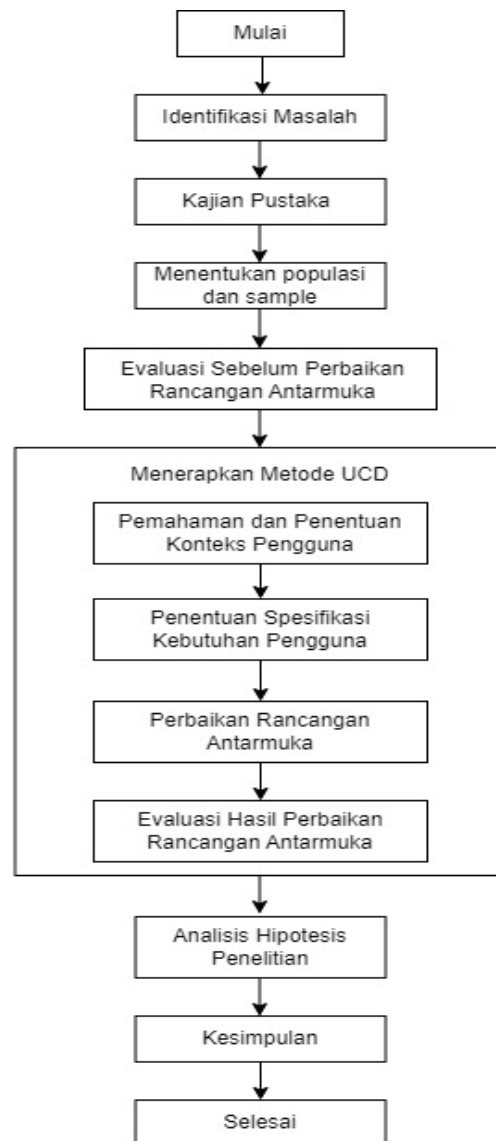 Mulai
Identifikasi Masalah
Kajian Pustaka
Menentukan populasi
dan sample
Evaluasi Sebelum Perbaikan
Rancangan Antarmuka
Menerapkan Metode UCD
Pemahaman dan Penentuan
Konteks Pengguna
Penentuan Spesifikasi
Kebutuhan Pengguna
Perbaikan Rancangan
Antarmuka
Evaluasi Hasil Perbaikan
Rancangan Antarmuka
Analisis Hipotesis
Penelitian
Kesimpulan
Selesai